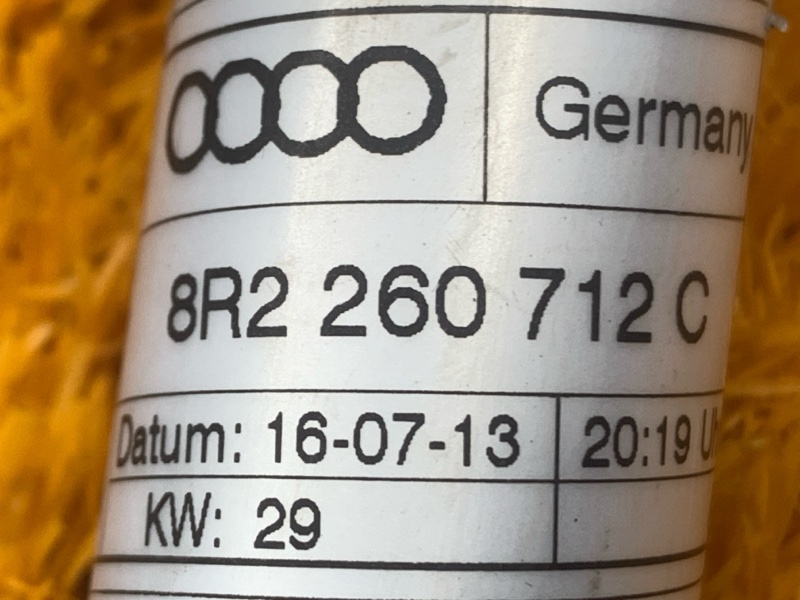 Germany
8R2 260 712 C
Datum: 16-07-13 20:19
KW: 29